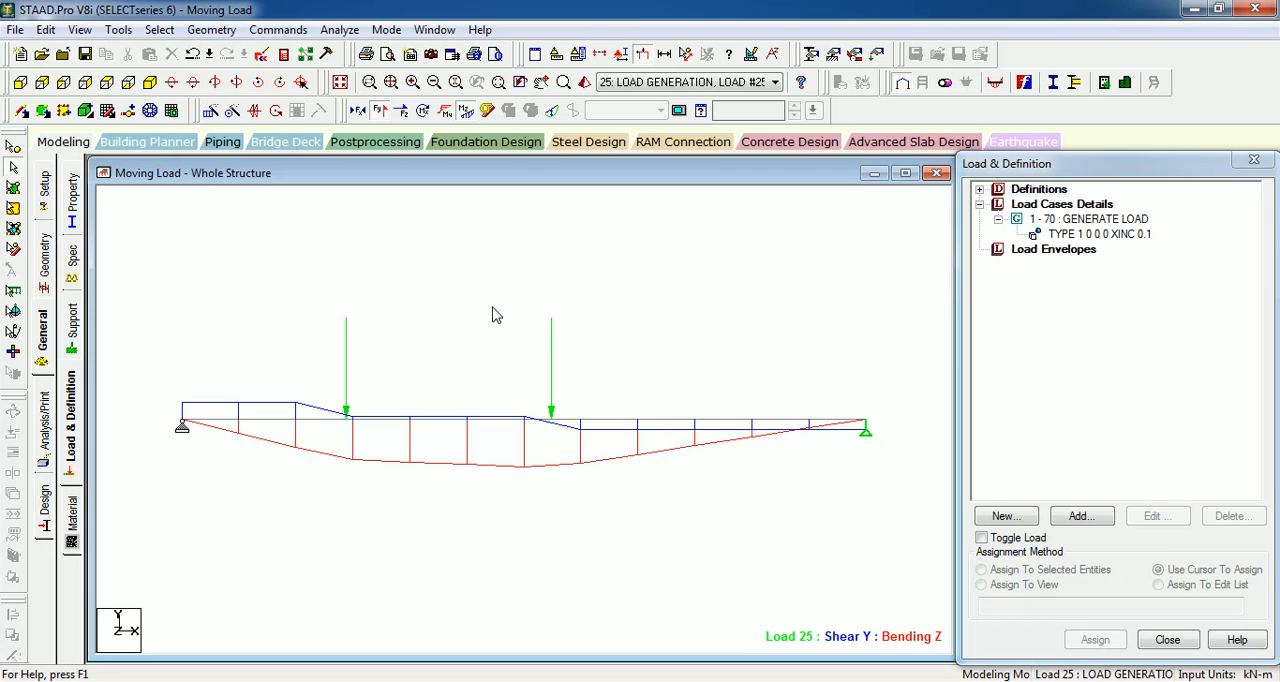 STAAD.Pro V8i (SELECTseries 6) - Moving Load
File Edit View Tools Select Geometry Commands Analyze Mode Window Help
25: LOAD GENERATION, LOAD #25
Modeling Building Planner Piping Bridge Deck Postprocessing Foundation Design Steel Design RAM Connection Concrete Design Advanced Slab Design Earthquake
Setup
Geometry
General
Analysis/Print
Design
Property
Spec
Support
Load & Definition
Material
Moving Load - Whole Structure
Load 25 : Shear Y : Bending Z
Y
Z X
Load & Definition
Definitions
Load Cases Details
1 - 70 : GENERATE LOAD
TYPE 1 0 0 0 XINC 0.1
Load Envelopes
New... Add... Edit ... Delete...
Toggle Load
Assignment Method
Assign To Selected Entities Use Cursor To Assign
Assign To View Assign To Edit List
Assign Close Help
For Help, press F1 Modeling Mo Load 25 : LOAD GENERATIO Input Units: kN-m